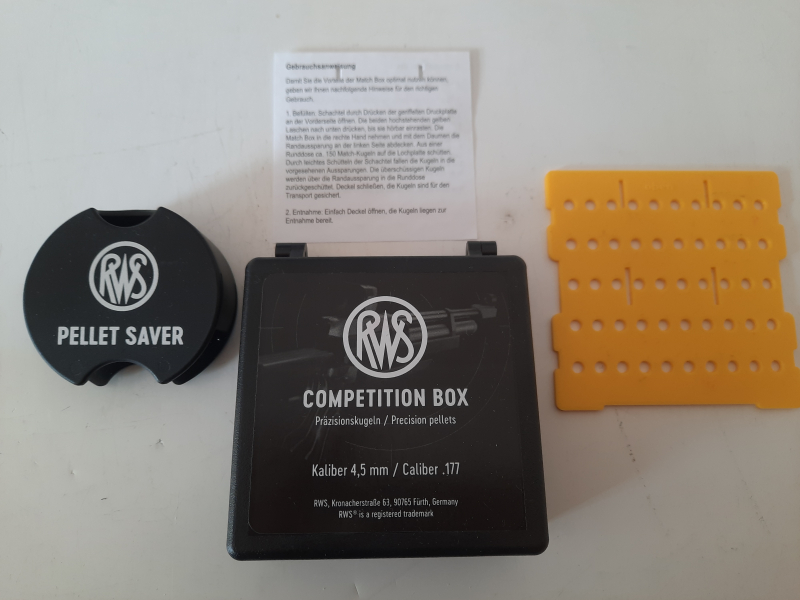 Gebrauchsanweisung
Damit Sie die Vorteile der Match Box optimal nutzen können,
geben wir Ihnen nachfolgende Hinweise für den richtigen
Gebrauch.
1. Befüllen: Schachtel durch Drücken der geriffelten Druckplatte
an der Vorderseite öffnen. Die beiden hochstehenden gelben
Laschen nach unten drücken, bis sie hörbar einrasten. Die
Match Box in die rechte Hand nehmen und mit dem Daumen die
Randaussparung an der linken Seite abdecken. Aus einer
Runddose ca. 150 Match-Kugeln auf die Lochplatte schütten.
Durch leichtes Schütteln der Schachtel fallen die Kugeln in die
vorgesehenen Aussparungen. Die überschüssigen Kugeln
werden über die Randaussparung in die Runddose
zurückgeschüttet. Deckel schließen, die Kugeln sind für den
Transport gesichert.
2. Entnahme: Einfach Deckel öffnen, die Kugeln liegen zur
Entnahme bereit.
RWS
PELLET SAVER
RWS
COMPETITION BOX
Präzisionskugeln / Precision pellets
Kaliber 4,5 mm / Caliber .177
RWS, Kronacherstraße 63, 90765 Fürth, Germany
RWS® is a registered trademark